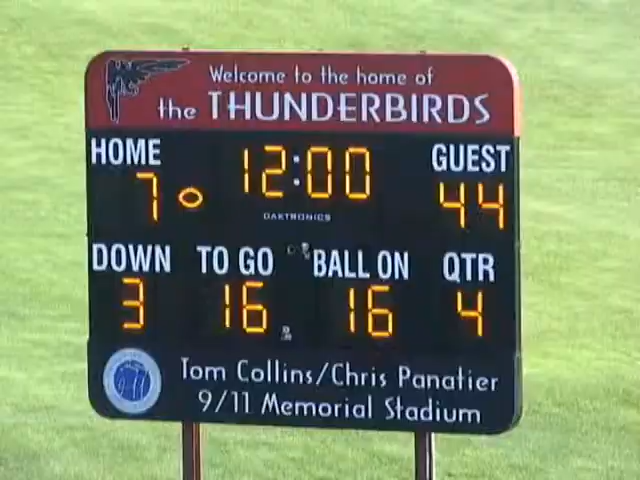 Welcome to the home of
the THUNDERBIRDS
HOME 12:00 GUEST
7 44
DAKTRONICS
DOWN TO GO BALL ON QTR
3 16 16 4
Tom Collins/Chris Panatier
9/11 Memorial Stadium